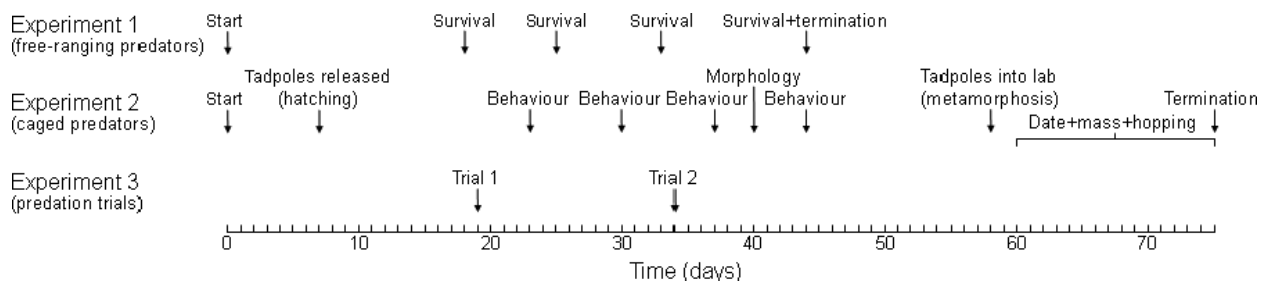 Experiment 1
(free-ranging predators)
Start
Survival
Survival
Survival
Survival+termination
Experiment 2
(caged predators)
Start
Tadpoles released
(hatching)
Behaviour
Behaviour
Behaviour
Morphology
Behaviour
Tadpoles into lab
(metamorphosis)
Termination
Date+mass+hopping
Experiment 3
(predation trials)
Trial 1
Trial 2
0 10 20 30 40 50 60 70
Time (days)